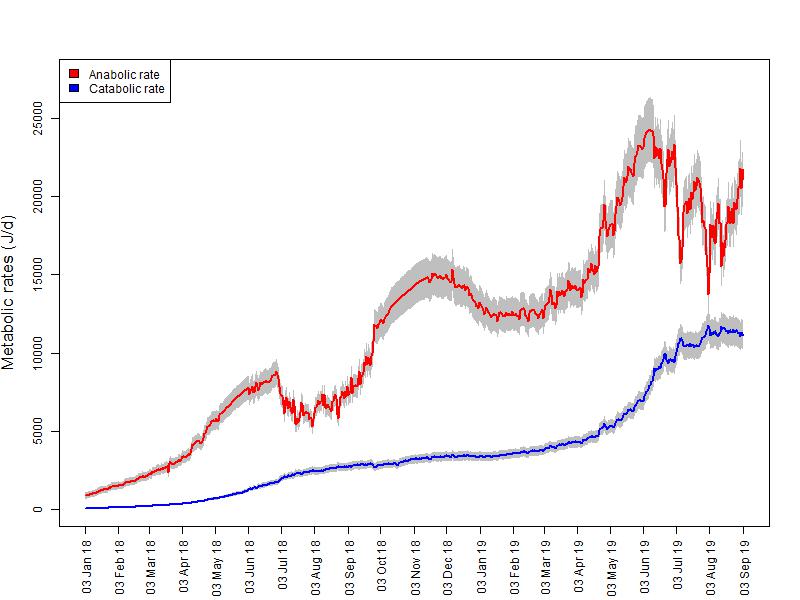 Anabolic rate
Catabolic rate
Metabolic rates (J/d)
25000
20000
15000
10000
5000
0
03 Jan 18
03 Feb 18
03 Mar 18
03 Apr 18
03 May 18
03 Jun 18
03 Jul 18
03 Aug 18
03 Sep 18
03 Oct 18
03 Nov 18
03 Dec 18
03 Jan 19
03 Feb 19
03 Mar 19
03 Apr 19
03 May 19
03 Jun 19
03 Jul 19
03 Aug 19
03 Sep 19